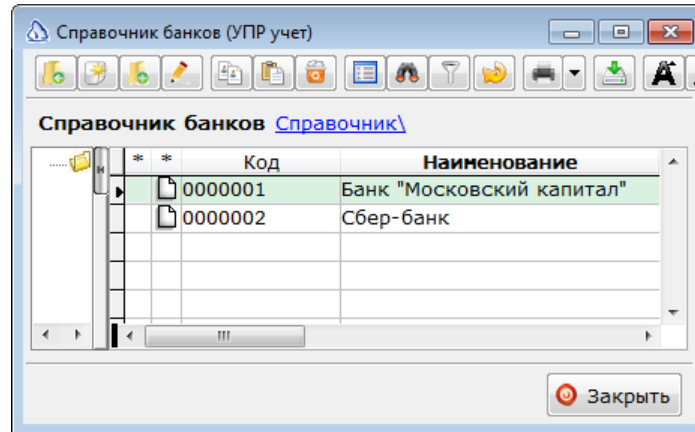 Справочник банков (УПР учет)
Справочник банков Справочник\
* * Код Наименование
0000001 Банк "Московский капитал"
0000002 Сбер-банк
Закрыть